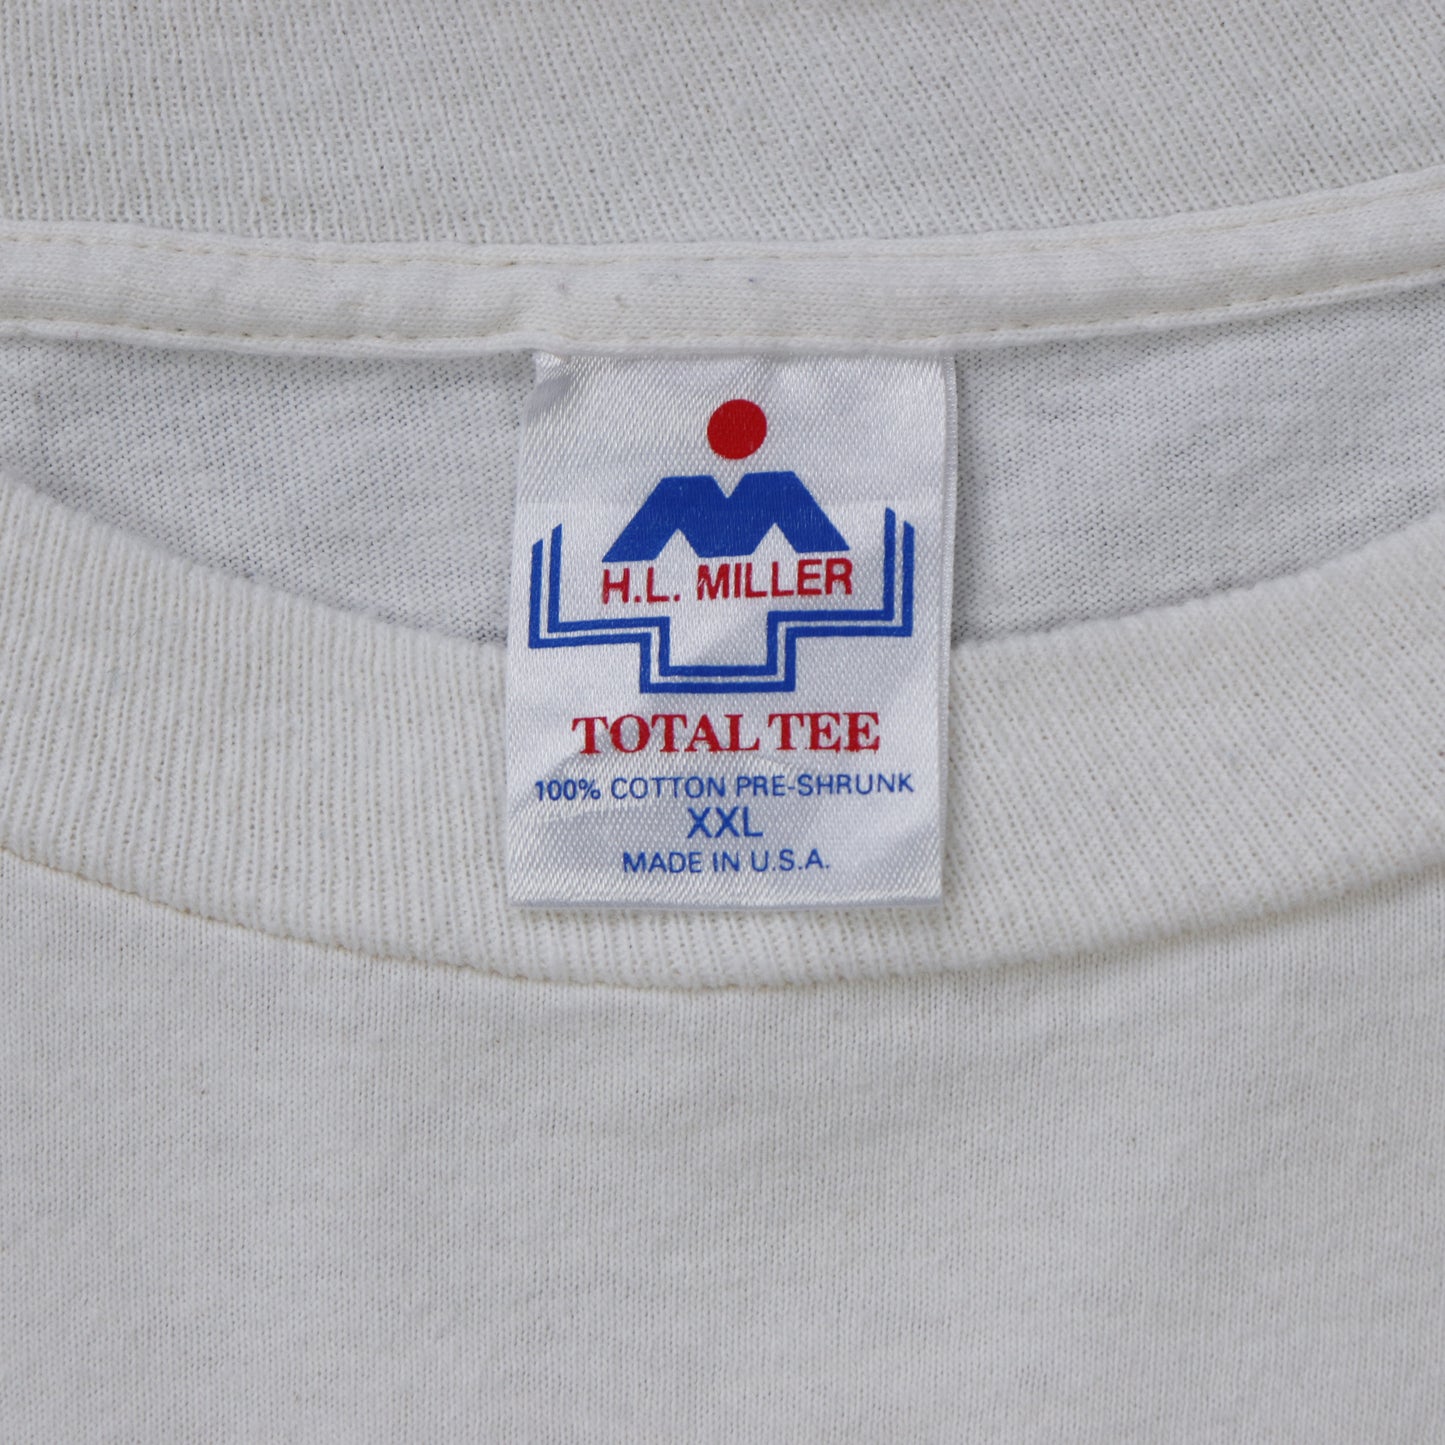 H.L. MILLER
TOTAL TEE
100% COTTON PRE-SHRUNK
XXL
MADE IN U.S.A.